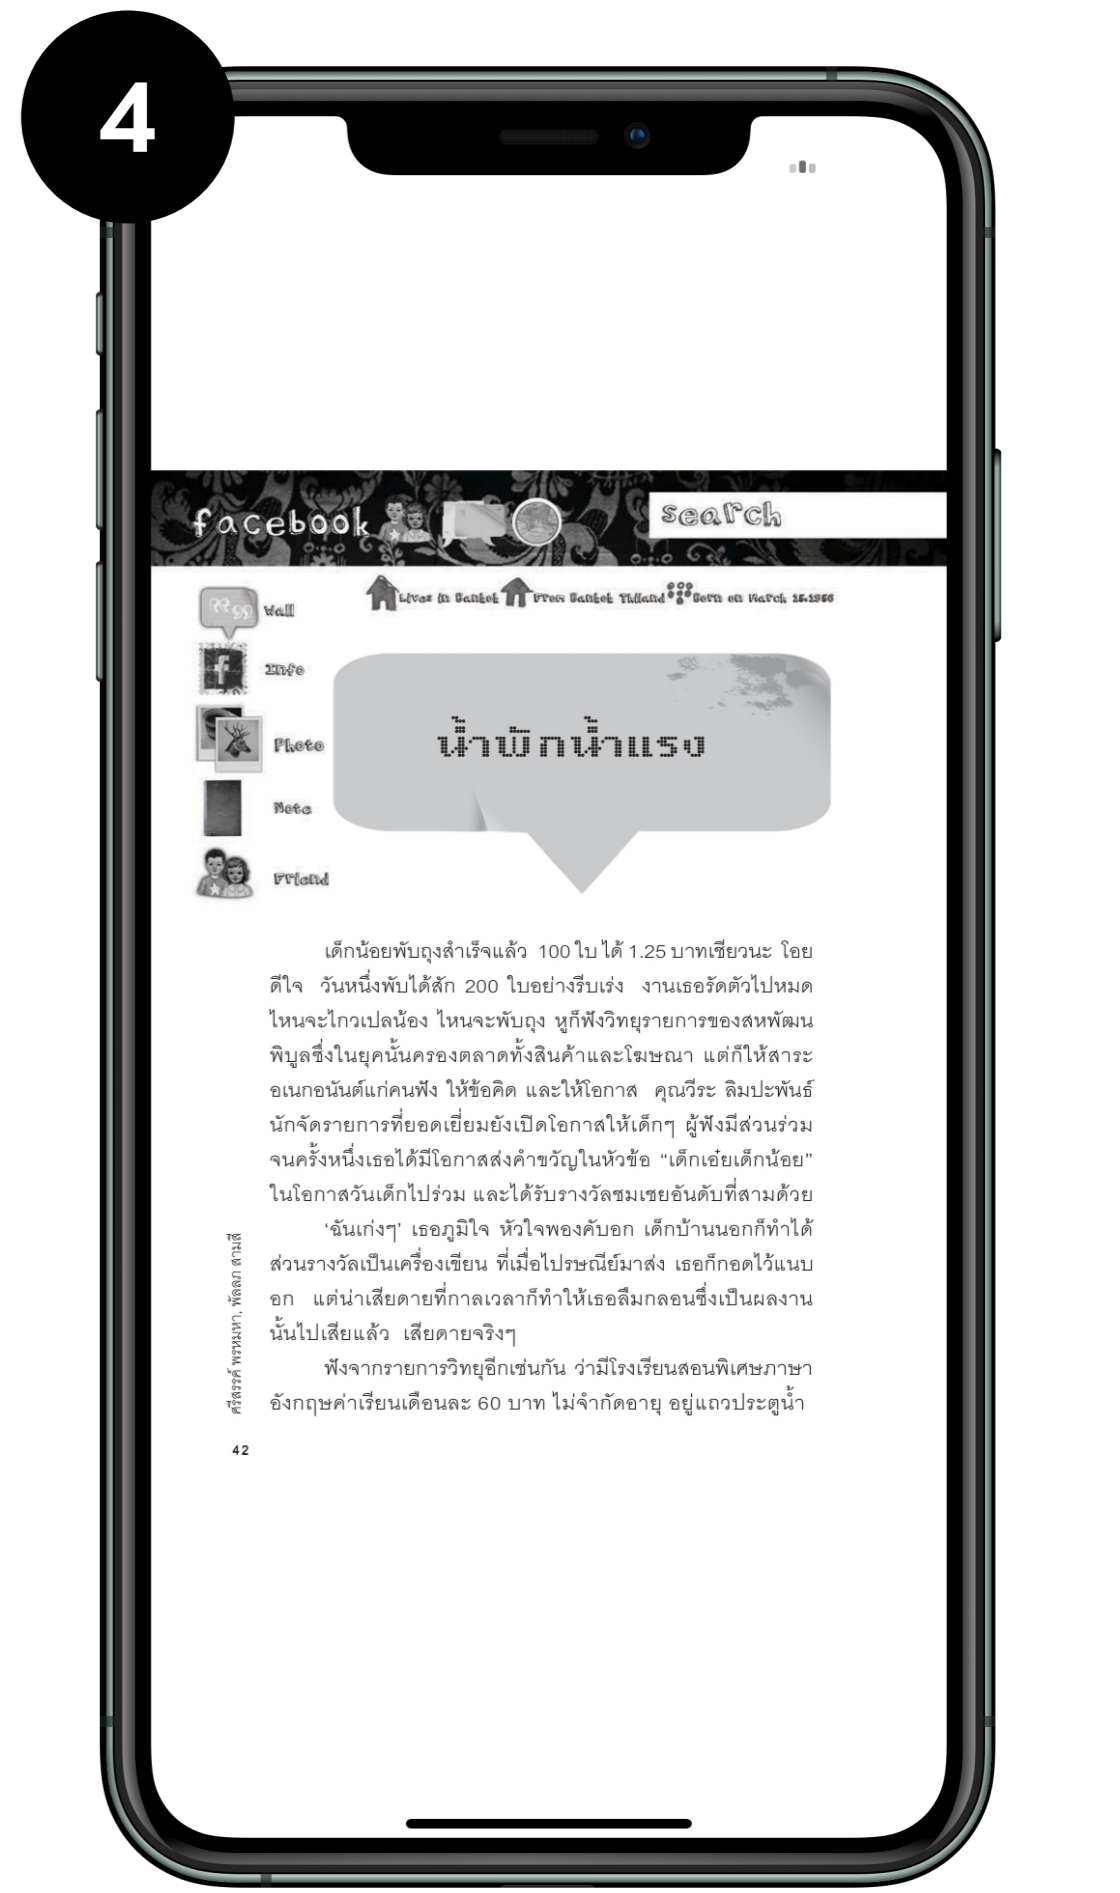 4
facebook
search
Lives in Bankok From Bankok Thiland Born on March 15.1956
Wall
Info
Photo
Note
Friend
น้ำพักน้ำแรง
เด็กน้อยพับถุงสำเร็จแล้ว 100 ใบ ได้ 1.25 บาทเชียวนะ โอย
ดีใจ วันหนึ่งพับได้สัก 200 ใบอย่างรีบเร่ง งานเธอรัดตัวไปหมด
ไหนจะไกวเปลน้อง ไหนจะพับถุง หูก็ฟังวิทยุรายการของสหพัฒน
พิบูลซึ่งในยุคนั้นครองตลาดทั้งสินค้าและโฆษณา แต่ก็ให้สาระ
อเนกอนันต์แก่คนฟัง ให้ข้อคิด และให้โอกาส คุณวีระ ลิมปะพันธ์
นักจัดรายการที่ยอดเยี่ยมยังเปิดโอกาสให้เด็กๆ ผู้ฟังมีส่วนร่วม
จนครั้งหนึ่งเธอได้มีโอกาสส่งคำขวัญในหัวข้อ “เด็กเอ๋ยเด็กน้อย”
ในโอกาสวันเด็กไปร่วม และได้รับรางวัลชมเชยอันดับที่สามด้วย
‘ฉันเก่งๆ’ เธอภูมิใจ หัวใจพองคับอก เด็กบ้านนอกก็ทำได้
ส่วนรางวัลเป็นเครื่องเขียน ที่เมื่อไปรษณีย์มาส่ง เธอก็กอดไว้แนบ
อก แต่น่าเสียดายที่กาลเวลาก็ทำให้เธอลืมกลอนซึ่งเป็นผลงาน
นั้นไปเสียแล้ว เสียดายจริงๆ
ฟังจากรายการวิทยุอีกเช่นกัน ว่ามีโรงเรียนสอนพิเศษภาษา
อังกฤษค่าเรียนเดือนละ 60 บาท ไม่จำกัดอายุ อยู่แถวประตูน้ำ
ศรีสรรค์ พรหมหา, พัลลภ สามสี
42